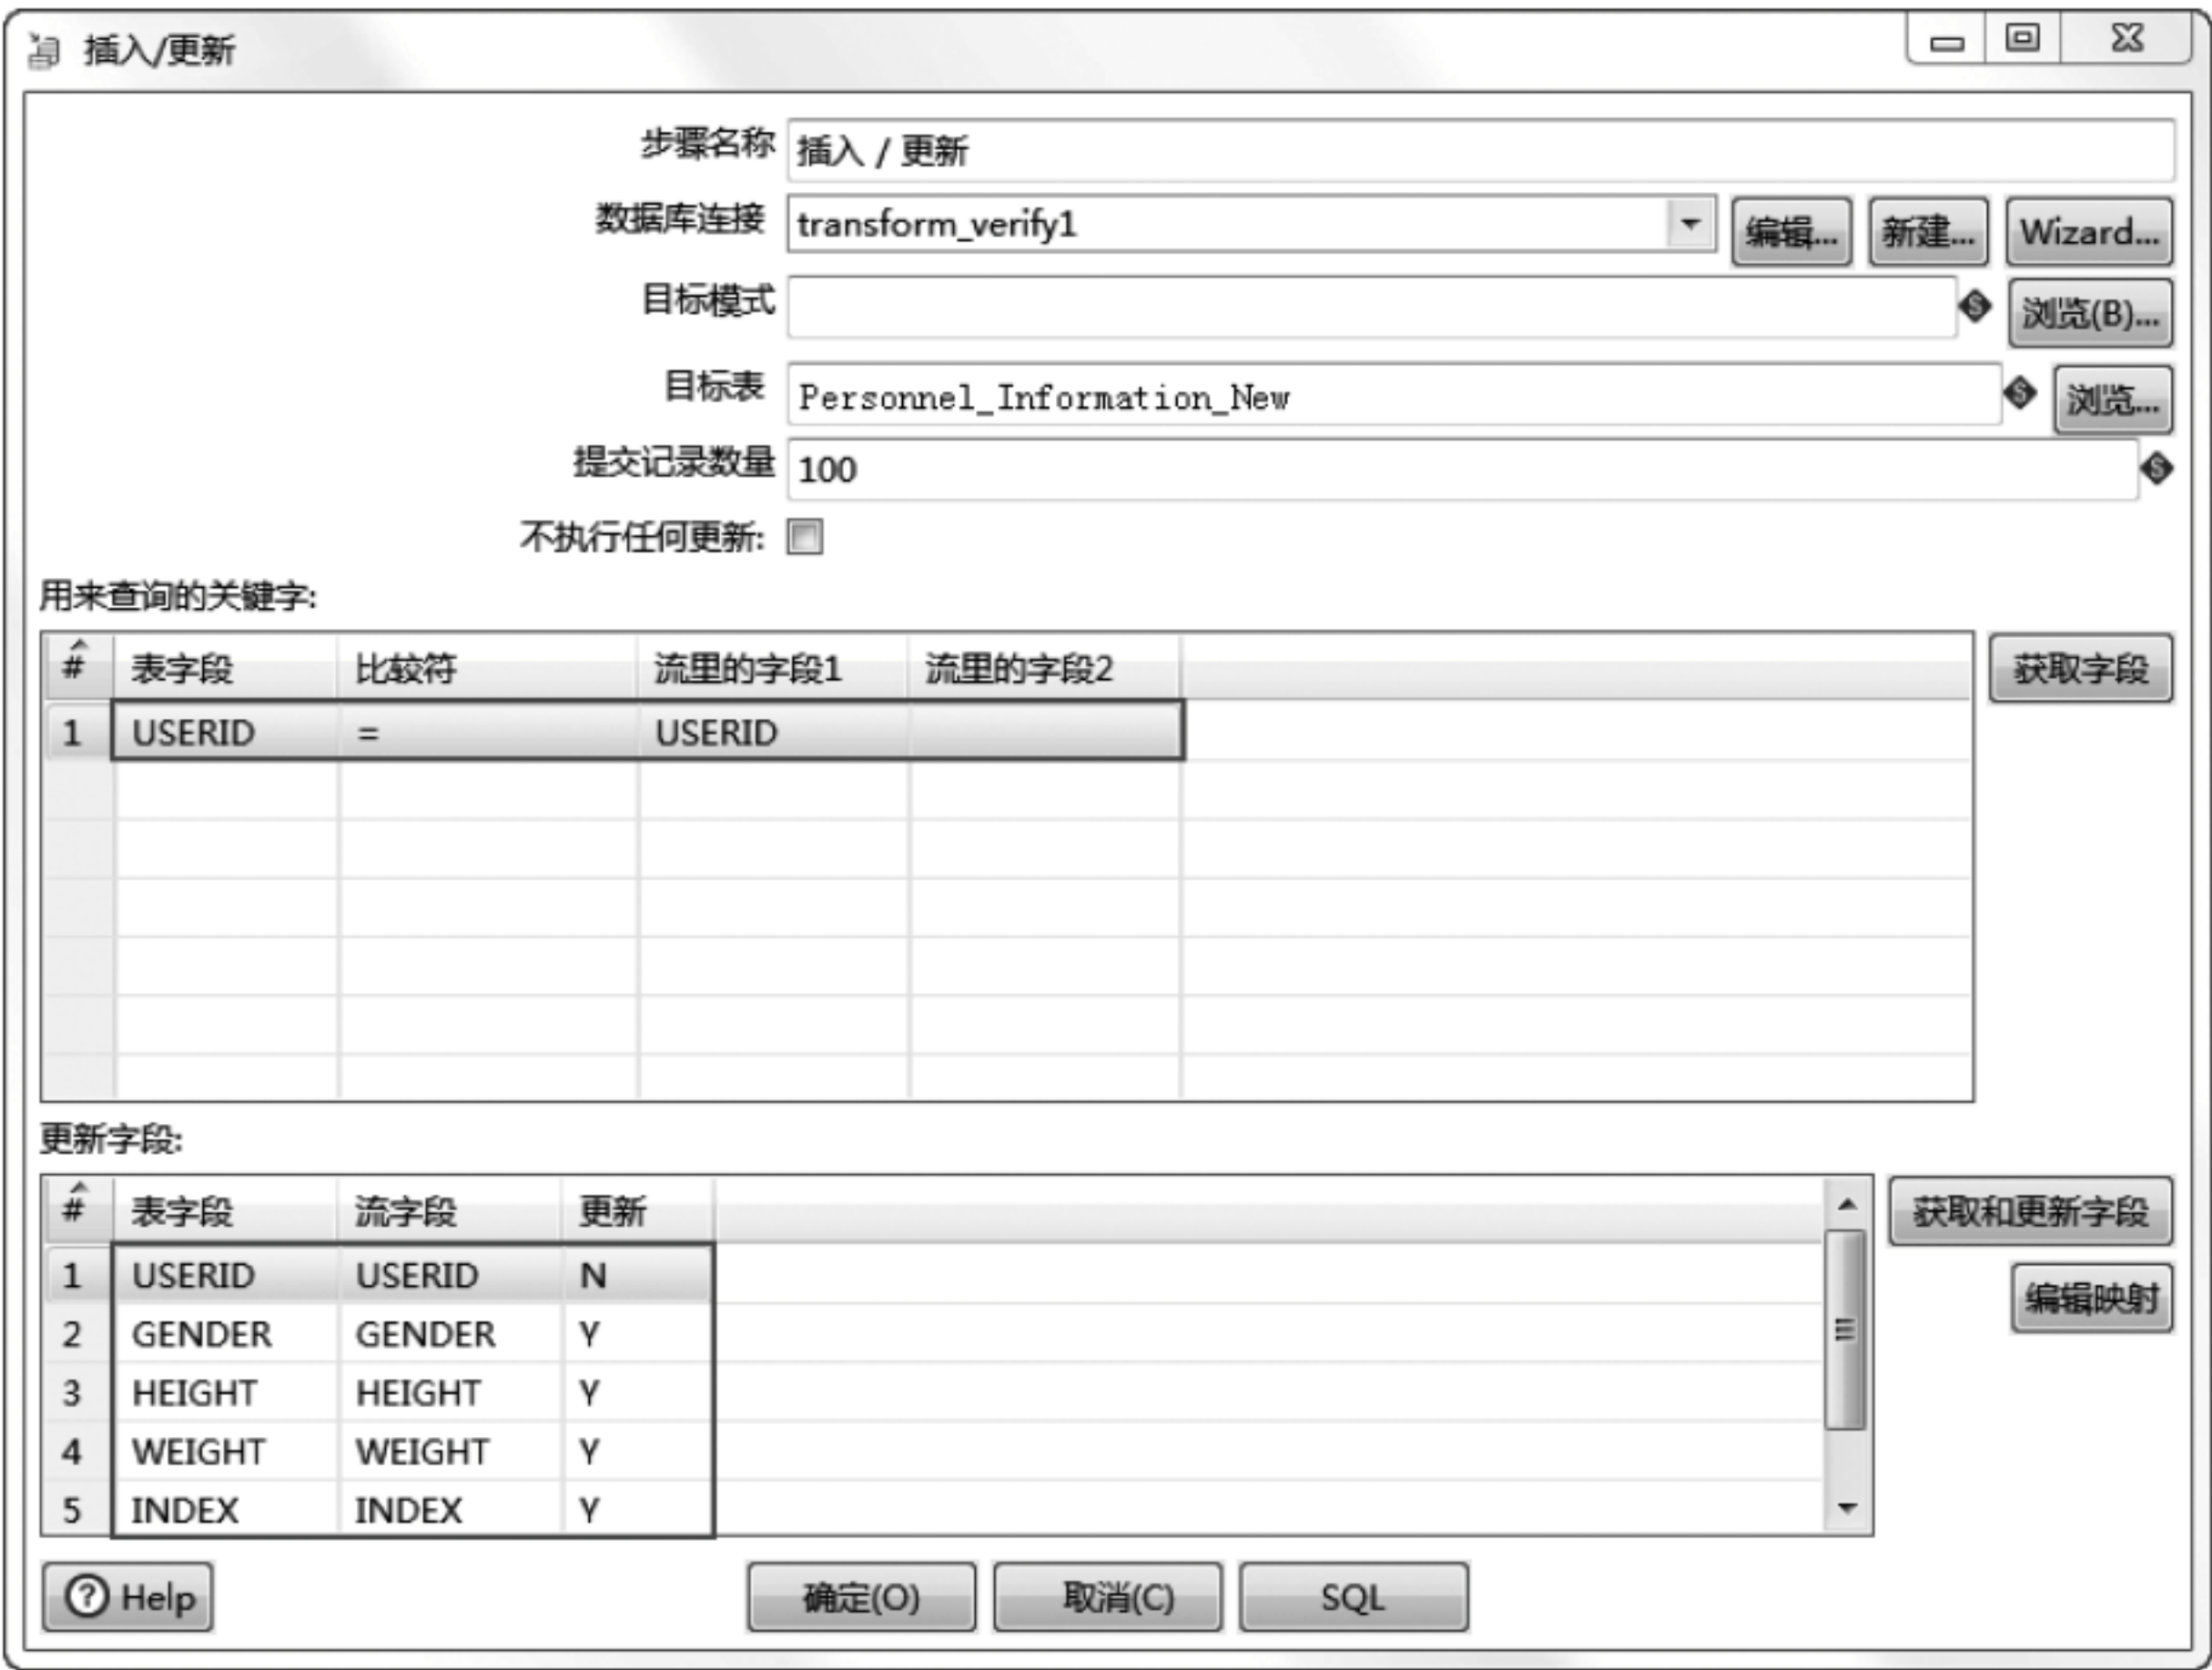 插入/更新
步骤名称 插入 / 更新
数据库连接 transform_verify1 编辑... 新建... Wizard...
目标模式 浏览(B)...
目标表 Personnel_Information_New 浏览...
提交记录数量 100
不执行任何更新:
用来查询的关键字:
# 表字段 比较符 流里的字段1 流里的字段2 获取字段
1 USERID = USERID
更新字段:
# 表字段 流字段 更新 获取和更新字段
1 USERID USERID N 编辑映射
2 GENDER GENDER Y
3 HEIGHT HEIGHT Y
4 WEIGHT WEIGHT Y
5 INDEX INDEX Y
Help 确定(O) 取消(C) SQL